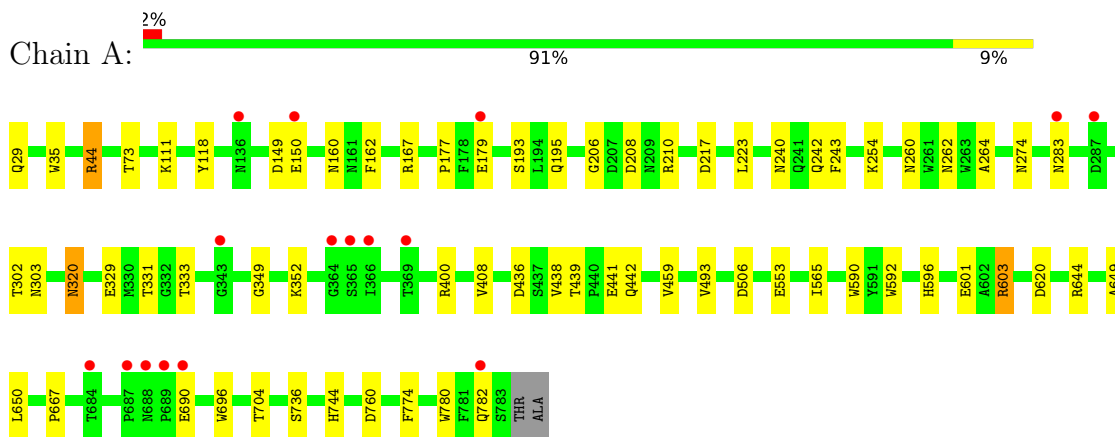 2%
Chain A:
91% 9%
Q29 W35 R44 T73 K111 Y118 N136 D149 E150 N160 N161 F162 R167 P177 F178 E179 S193 L194 Q195 G206 D207 D208 N209 R210 D217 L223 N240 Q241 Q242 F243 K254 N260 W261 N262 W263 A264 N274 N283 D287
T302 N303 N320 E329 M330 T331 G332 T333 G343 G349 K352 G364 S365 I366 T369 R400 V408 D436 S437 V438 T439 P440 E441 Q442 V459 V493 D506 E553 I565 W590 Y591 W592 H596 E601 A602 R603 D620 R644 A649
L650 P667 T684 P687 N688 P689 E690 W696 T704 S736 H744 D760 F774 W780 F781 Q782 S783 THR ALA